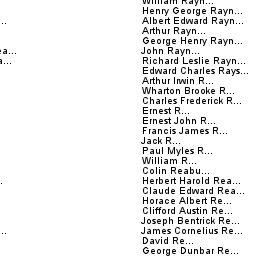 William Rayn...
Henry George Rayn...
... Albert Edward Rayn...
Arthur Rayn...
George Henry Rayn...
ea... John Rayn...
a... Richard Leslie Rayn...
Edward Charles Rays...
Arthur Irwin R...
Wharton Brooke R...
Charles Frederick R...
Ernest R...
Ernest John R...
Francis James R...
Jack R...
Paul Myles R...
William R...
Colin Reabu...
. Herbert Harold Rea...
Claude Edward Rea...
Horace Albert Re...
Clifford Austin Re...
Joseph Bentrick Re...
... James Cornelius Re...
David Re...
George Dunbar Re...